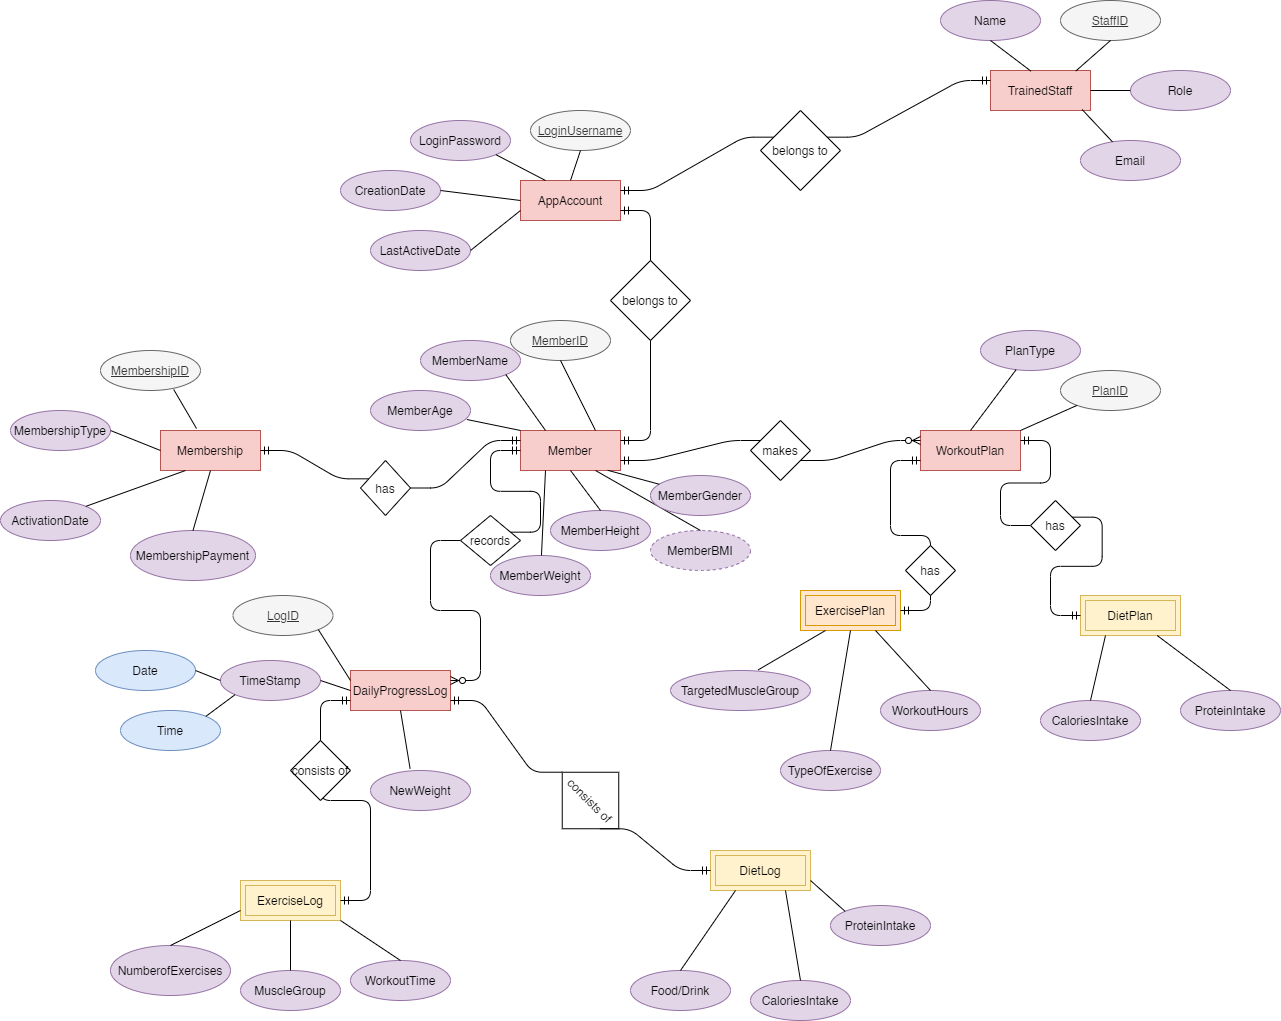 Name
StaffID
TrainedStaff
Role
Email
LoginPassword
LoginUsername
belongs to
CreationDate
AppAccount
LastActiveDate
belongs to
MemberName
MemberID
PlanType
MembershipID
MemberAge
PlanID
MembershipType
Membership
Member
makes
WorkoutPlan
has
MemberGender
ActivationDate
MemberHeight
has
records
MemberBMI
MembershipPayment
MemberWeight
has
LogID
ExercisePlan
DietPlan
Date
TimeStamp
DailyProgressLog
TargetedMuscleGroup
WorkoutHours
CaloriesIntake
ProteinIntake
Time
consists of
TypeOfExercise
NewWeight
consists of
DietLog
ExerciseLog
ProteinIntake
NumberofExercises
MuscleGroup
WorkoutTime
Food/Drink
CaloriesIntake